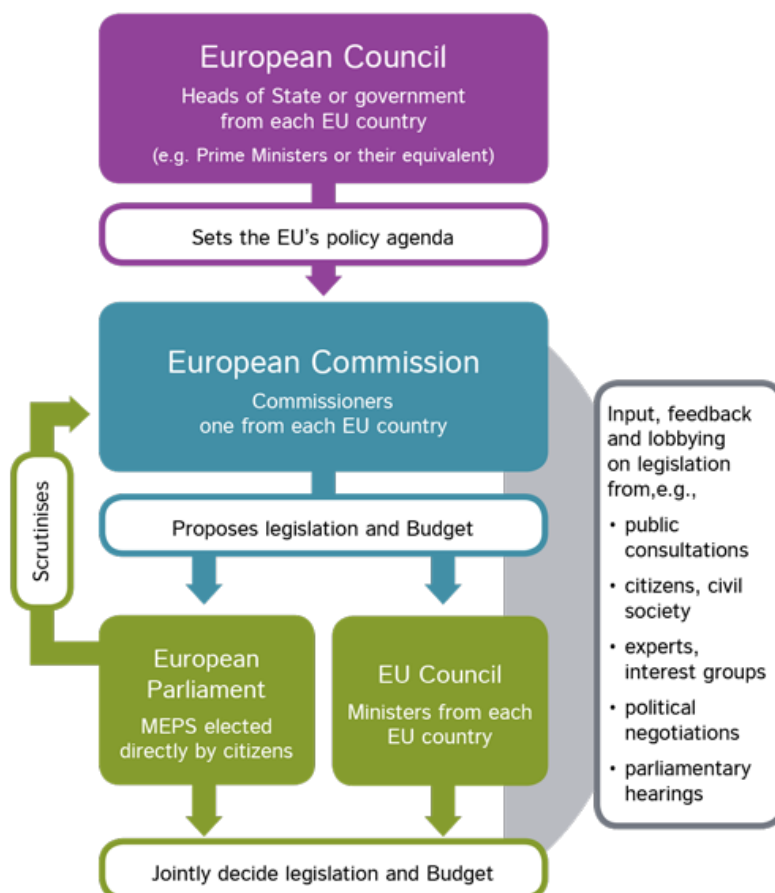 European Council
Heads of State or government
from each EU country
(e.g. Prime Ministers or their equivalent)
Sets the EU's policy agenda
European Commission
Commissioners
one from each EU country
Scrutinises
Proposes legislation and Budget
European
Parliament
MEPS elected
directly by citizens
EU Council
Ministers from each
EU country
Jointly decide legislation and Budget
Input, feedback
and lobbying
on legislation
from,e.g.,
• public
consultations
• citizens, civil
society
• experts,
interest groups
• political
negotiations
• parliamentary
hearings